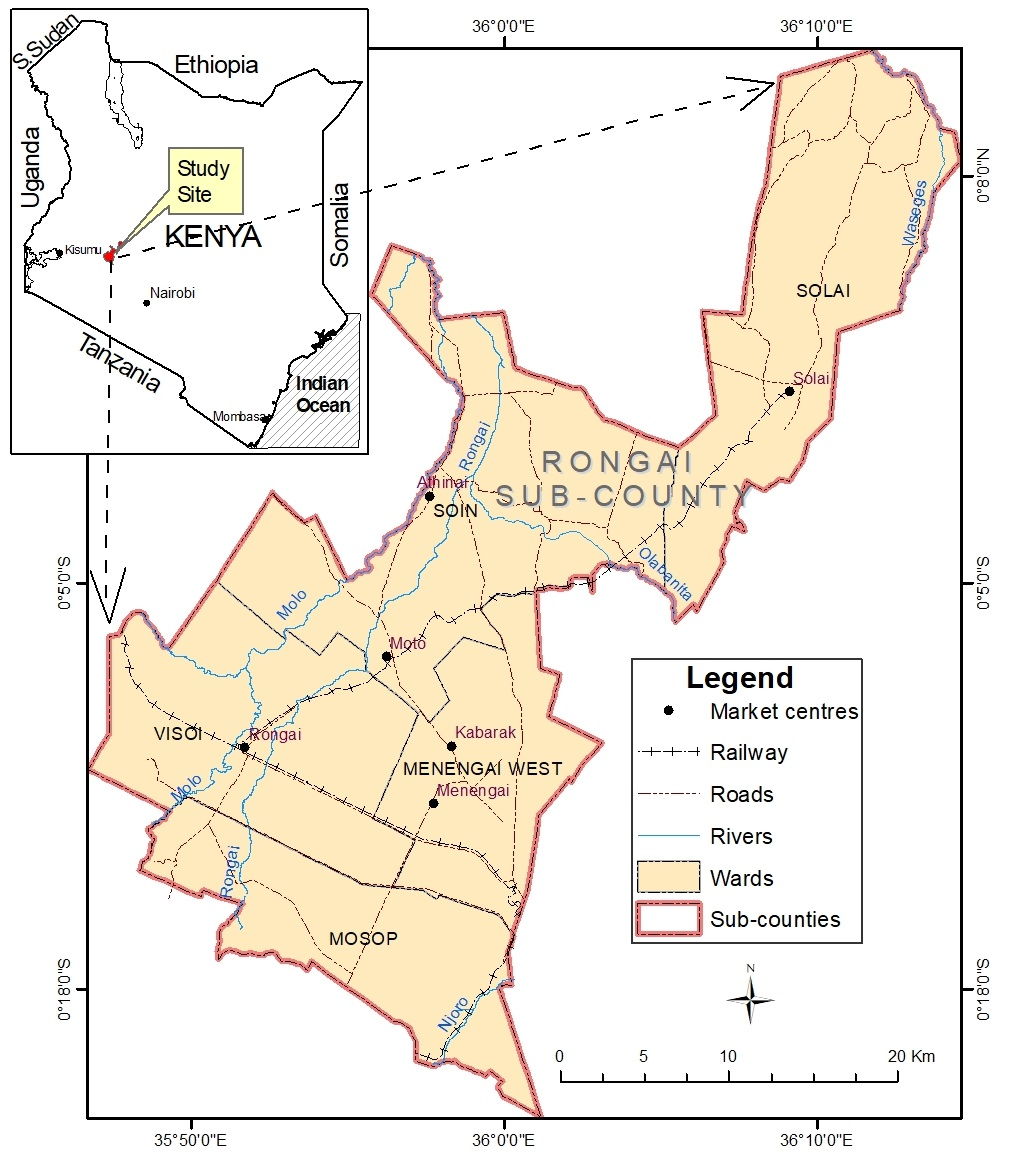 36°0'0"E
36°10'0"E
S.Sudan
Ethiopia
Uganda
Study
Site
KENYA
Somalia
Kisumu
Nairobi
Tanzania
Indian
Ocean
Mombasa
0°8'0"N
Waseges
SOLAI
Solai
Rongai
RONGAI
SUB-COUNTY
Athinai
SOIN
Olabanita
0°5'0"S
0°5'0"S
Molo
Moto
VISOI
Rongai
Kabarak
MENENGAI WEST
Molo
Menengai
Rongai
MOSOP
Njoro
Legend
Market centres
Railway
Roads
Rivers
Wards
Sub-counties
N
0°18'0"S
0°18'0"S
0
5
10
20 Km
35°50'0"E
36°0'0"E
36°10'0"E